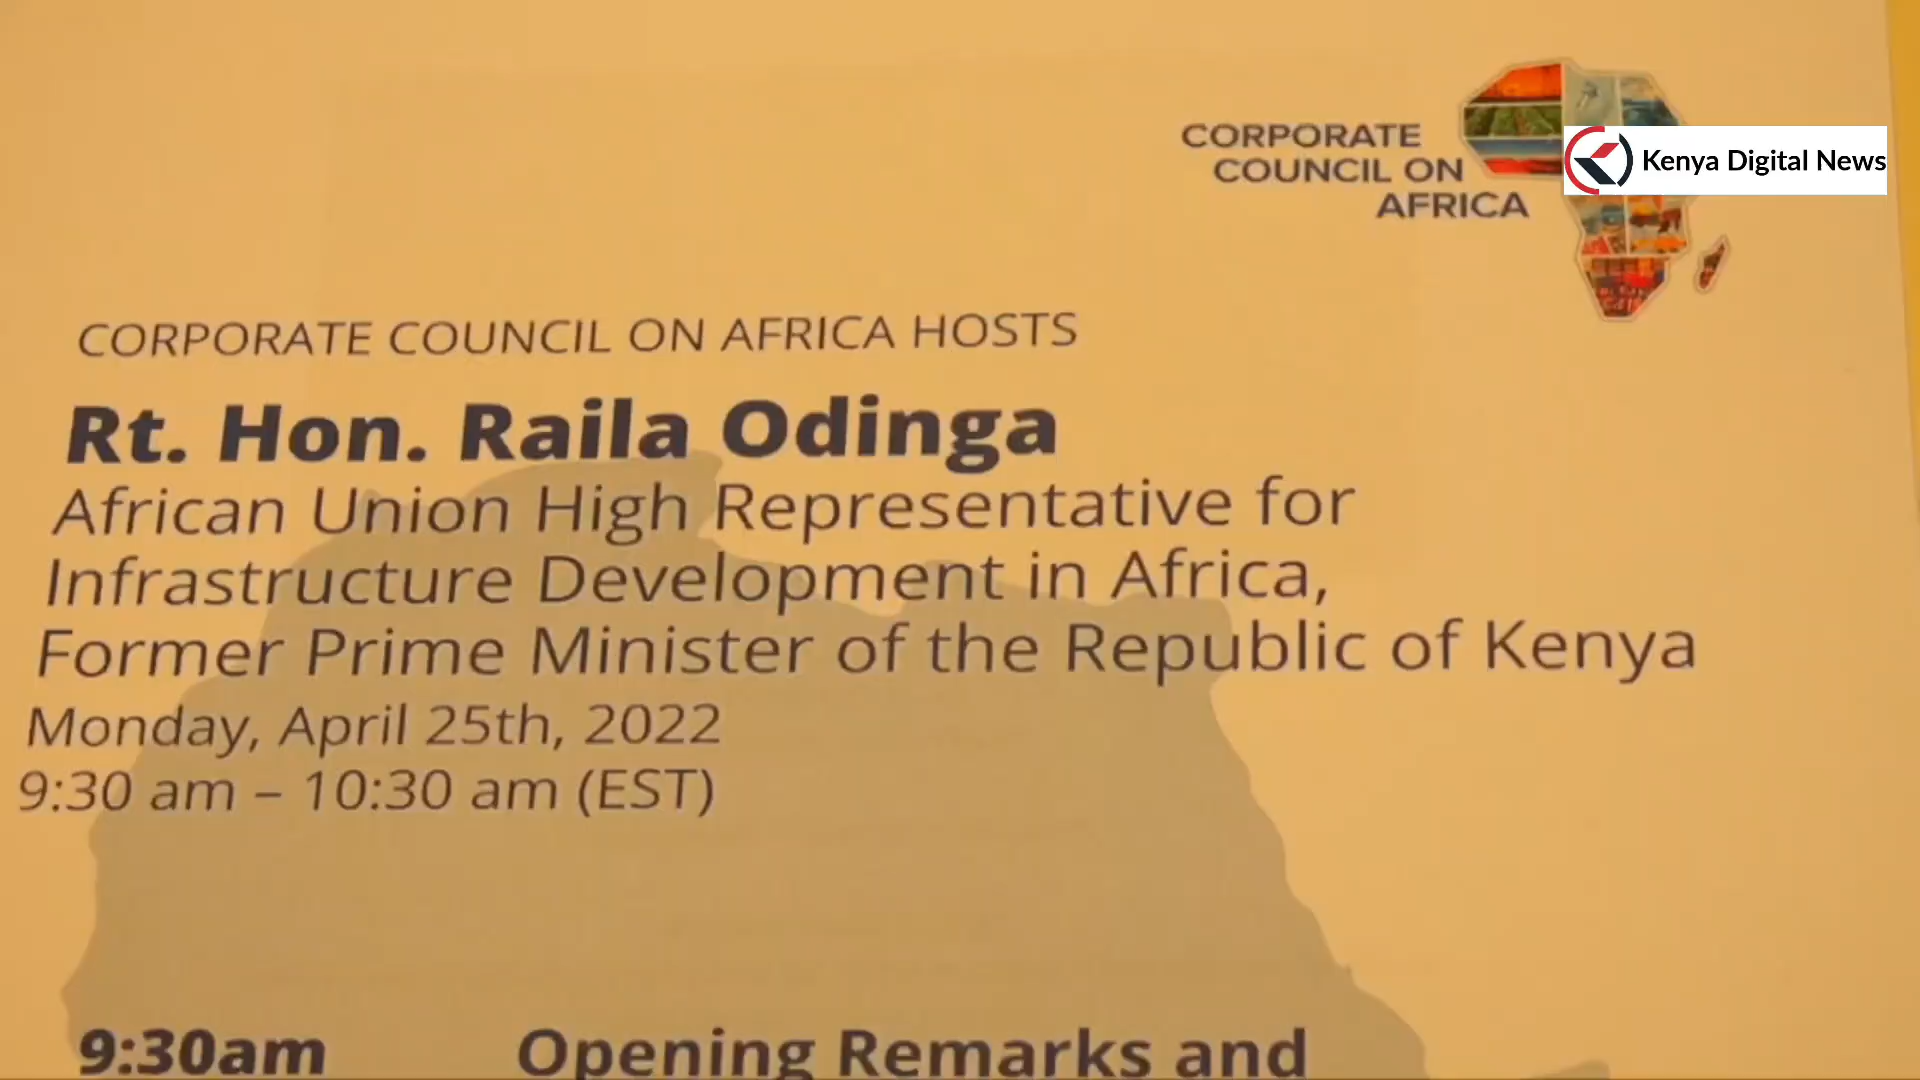 CORPORATE
COUNCIL ON
AFRICA
Kenya Digital News
CORPORATE COUNCIL ON AFRICA HOSTS
Rt. Hon. Raila Odinga
African Union High Representative for
Infrastructure Development in Africa,
Former Prime Minister of the Republic of Kenya
Monday, April 25th, 2022
9:30 am – 10:30 am (EST)
9:30am Opening Remarks and